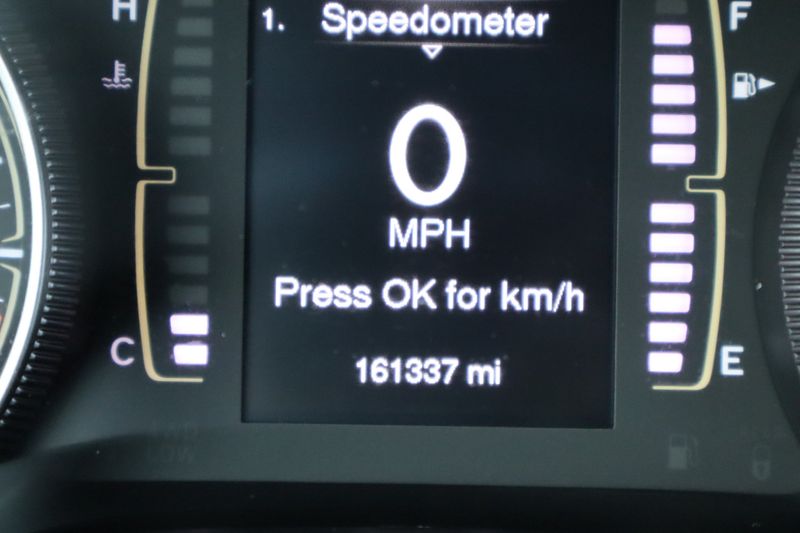 H
1. Speedometer
F
0
MPH
Press OK for km/h
C
161337 mi
E